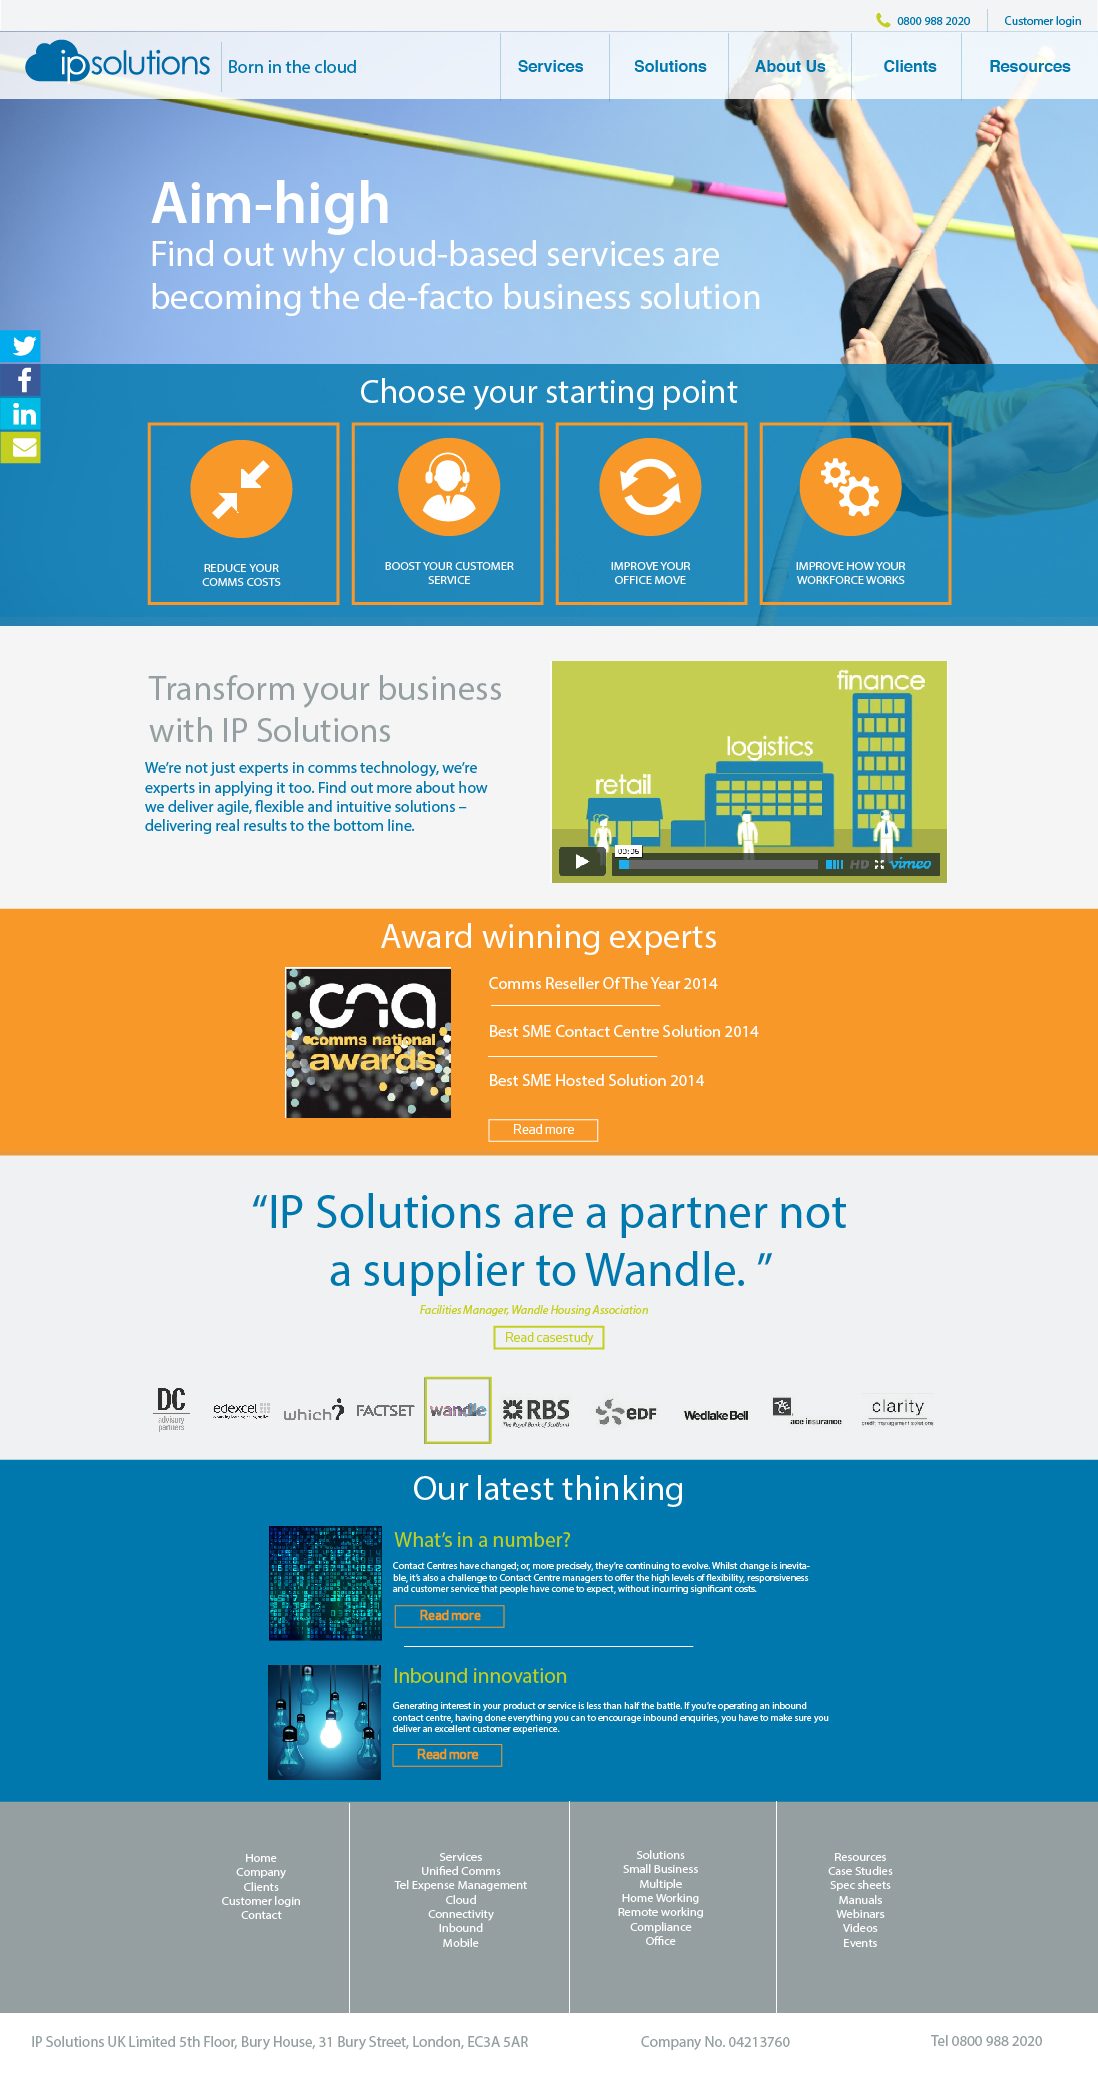 0800 988 2020
Customer login
ipsolutions
Born in the cloud
Services
Solutions
About Us
Clients
Resources
Aim-high
Find out why cloud-based services are
becoming the de-facto business solution
Choose your starting point
REDUCE YOUR
COMMS COSTS
BOOST YOUR CUSTOMER
SERVICE
IMPROVE YOUR
OFFICE MOVE
IMPROVE HOW YOUR
WORKFORCE WORKS
Transform your business
with IP Solutions
We're not just experts in comms technology, we're
experts in applying it too. Find out more about how
we deliver agile, flexible and intuitive solutions –
delivering real results to the bottom line.
finance
logistics
retail
00:06
HD
vimeo
Award winning experts
cna
comms national
awards
Comms Reseller Of The Year 2014
Best SME Contact Centre Solution 2014
Best SME Hosted Solution 2014
Read more
“IP Solutions are a partner not
a supplier to Wandle. ”
Facilities Manager, Wandle Housing Association
Read casestudy
DC
advisory
partners
edexcel
which?
FACTSET
wandle
RBS
The Royal Bank of Scotland
eDF
Wedlake Bell
ace insurance
clarity
credit management solutions
Our latest thinking
What's in a number?
Contact Centres have changed; or, more precisely, they're continuing to evolve. Whilst change is inevita-
ble, it's also a challenge to Contact Centre managers to offer the high levels of flexibility, responsiveness
and customer service that people have come to expect, without incurring significant costs.
Read more
Inbound innovation
Generating interest in your product or service is less than half the battle. If you're operating an inbound
contact centre, having done everything you can to encourage inbound enquiries, you have to make sure you
deliver an excellent customer experience.
Read more
Home
Company
Clients
Customer login
Contact
Services
Unified Comms
Tel Expense Management
Cloud
Connectivity
Inbound
Mobile
Solutions
Small Business
Multiple
Home Working
Remote working
Compliance
Office
Resources
Case Studies
Spec sheets
Manuals
Webinars
Videos
Events
IP Solutions UK Limited 5th Floor, Bury House, 31 Bury Street, London, EC3A 5AR
Company No. 04213760
Tel 0800 988 2020